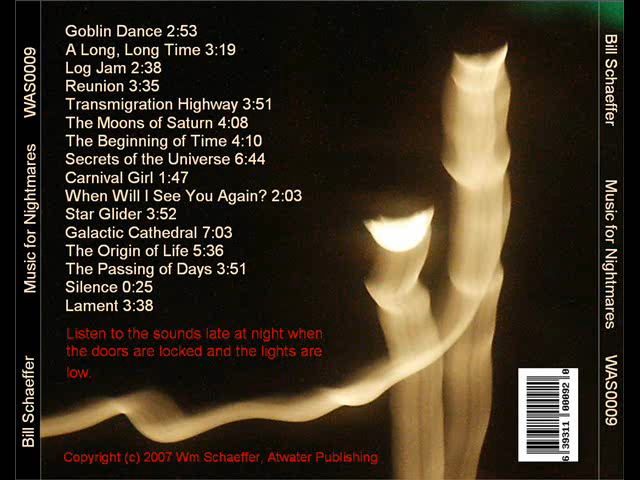 Goblin Dance 2:53
A Long, Long Time 3:19
Log Jam 2:38
Reunion 3:35
Transmigration Highway 3:51
The Moons of Saturn 4:08
The Beginning of Time 4:10
Secrets of the Universe 6:44
Carnival Girl 1:47
When Will I See You Again? 2:03
Star Glider 3:52
Galactic Cathedral 7:03
The Origin of Life 5:36
The Passing of Days 3:51
Silence 0:25
Lament 3:38
Listen to the sounds late at night when
the doors are locked and the lights are
low.
Copyright (c) 2007 Wm Schaeffer, Atwater Publishing
Bill Schaeffer Music for Nightmares WAS0009
Bill Schaeffer Music for Nightmares WAS0009
6 39311 00092 0